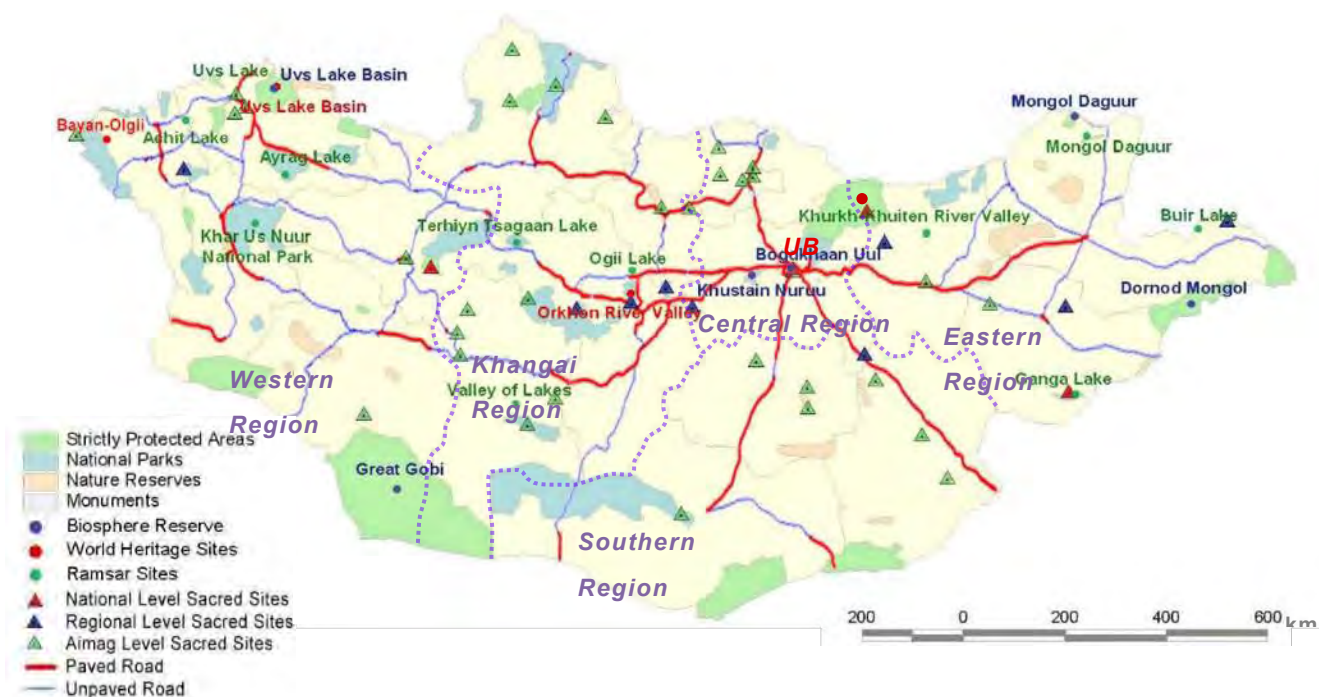 Uvs Lake
Uvs Lake Basin
Uvs Lake Basin
Bayan-Olgii
Achit Lake
Ayrag Lake
Mongol Daguur
Mongol Daguur
Khar Us Nuur
National Park
Terhiyn Tsagaan Lake
Khurkh Khuiten River Valley
Buir Lake
UB
Bogdkhaan Uul
Ogii Lake
Khustain Nuruu
Dornod Mongol
Orkhon River Valley
Central Region
Eastern
Region
Ganga Lake
Western
Region
Khangai
Region
Valley of Lakes
Great Gobi
Southern
Region
Strictly Protected Areas
National Parks
Nature Reserves
Monuments
Biosphere Reserve
World Heritage Sites
Ramsar Sites
National Level Sacred Sites
Regional Level Sacred Sites
Aimag Level Sacred Sites
Paved Road
Unpaved Road
200 0 200 400 600 km